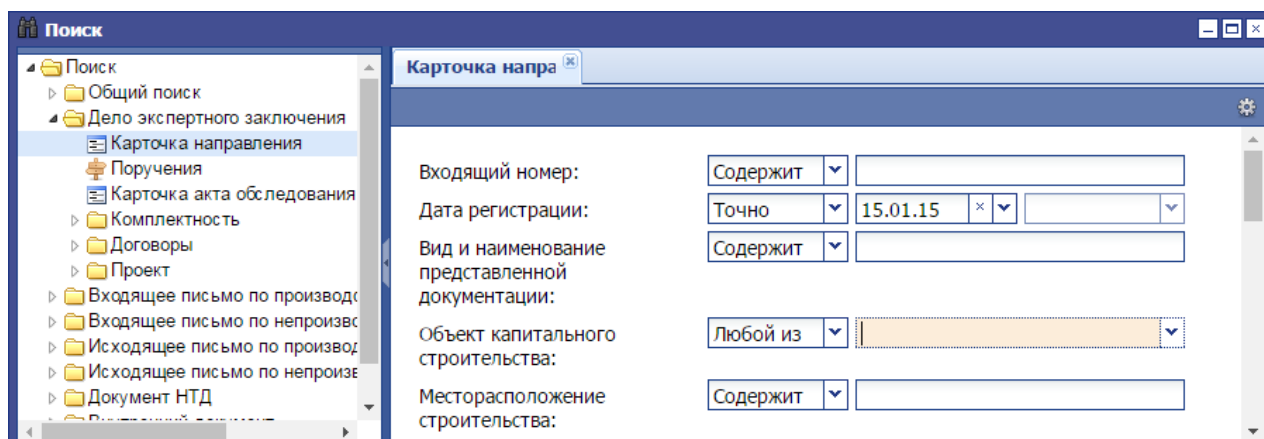 Поиск
Поиск
Общий поиск
Дело экспертного заключения
Карточка направления
Поручения
Карточка акта обследования
Комплектность
Договоры
Проект
Входящее письмо по производс
Входящее письмо по непроизвс
Исходящее письмо по производ
Исходящее письмо по непроизв
Документ НТД
Карточка напра
Входящий номер: Содержит
Дата регистрации: Точно 15.01.15
Вид и наименование Содержит
представленной
документации:
Объект капитального Любой из
строительства:
Месторасположение Содержит
строительства: